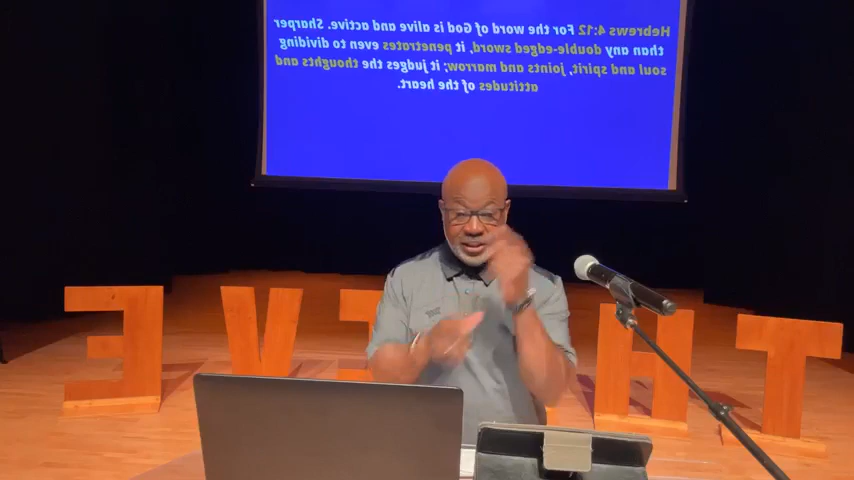 Hebrews 4:12 For the word of God is alive and active. Sharper
than any double-edged sword, it penetrates even to dividing
soul and spirit, joints and marrow; it judges the thoughts and
attitudes of the heart.
TH EVE